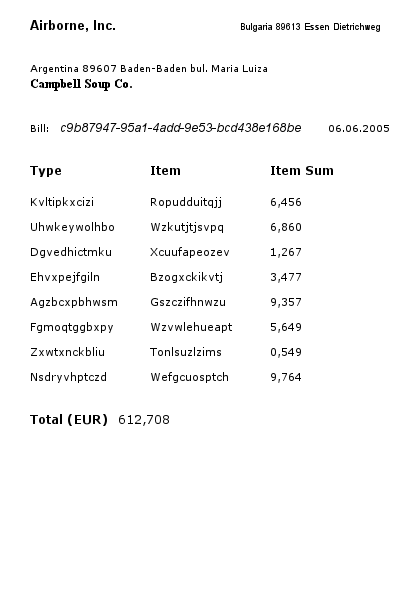 Airborne, Inc. Bulgaria 89613 Essen Dietrichweg
Argentina 89607 Baden-Baden bul. Maria Luiza
Campbell Soup Co.
Bill: c9b87947-95a1-4add-9e53-bcd438e168be 06.06.2005
Type Item Item Sum
Kvltipkxcizi Ropudduitqjj 6,456
Uhwkeywolhbo Wzkutjtjsvpq 6,860
Dgvedhictmku Xcuufapeozev 1,267
Ehvxpejfgiln Bzogxckikvtj 3,477
Agzbcxpbhwsm Gszczifhnwzu 9,357
Fgmoqtggbxpy Wzvwlehueapt 5,649
Zxwtxnckbliu Tonlsuzlzims 0,549
Nsdryvhptczd Wefgcuosptch 9,764
Total (EUR) 612,708